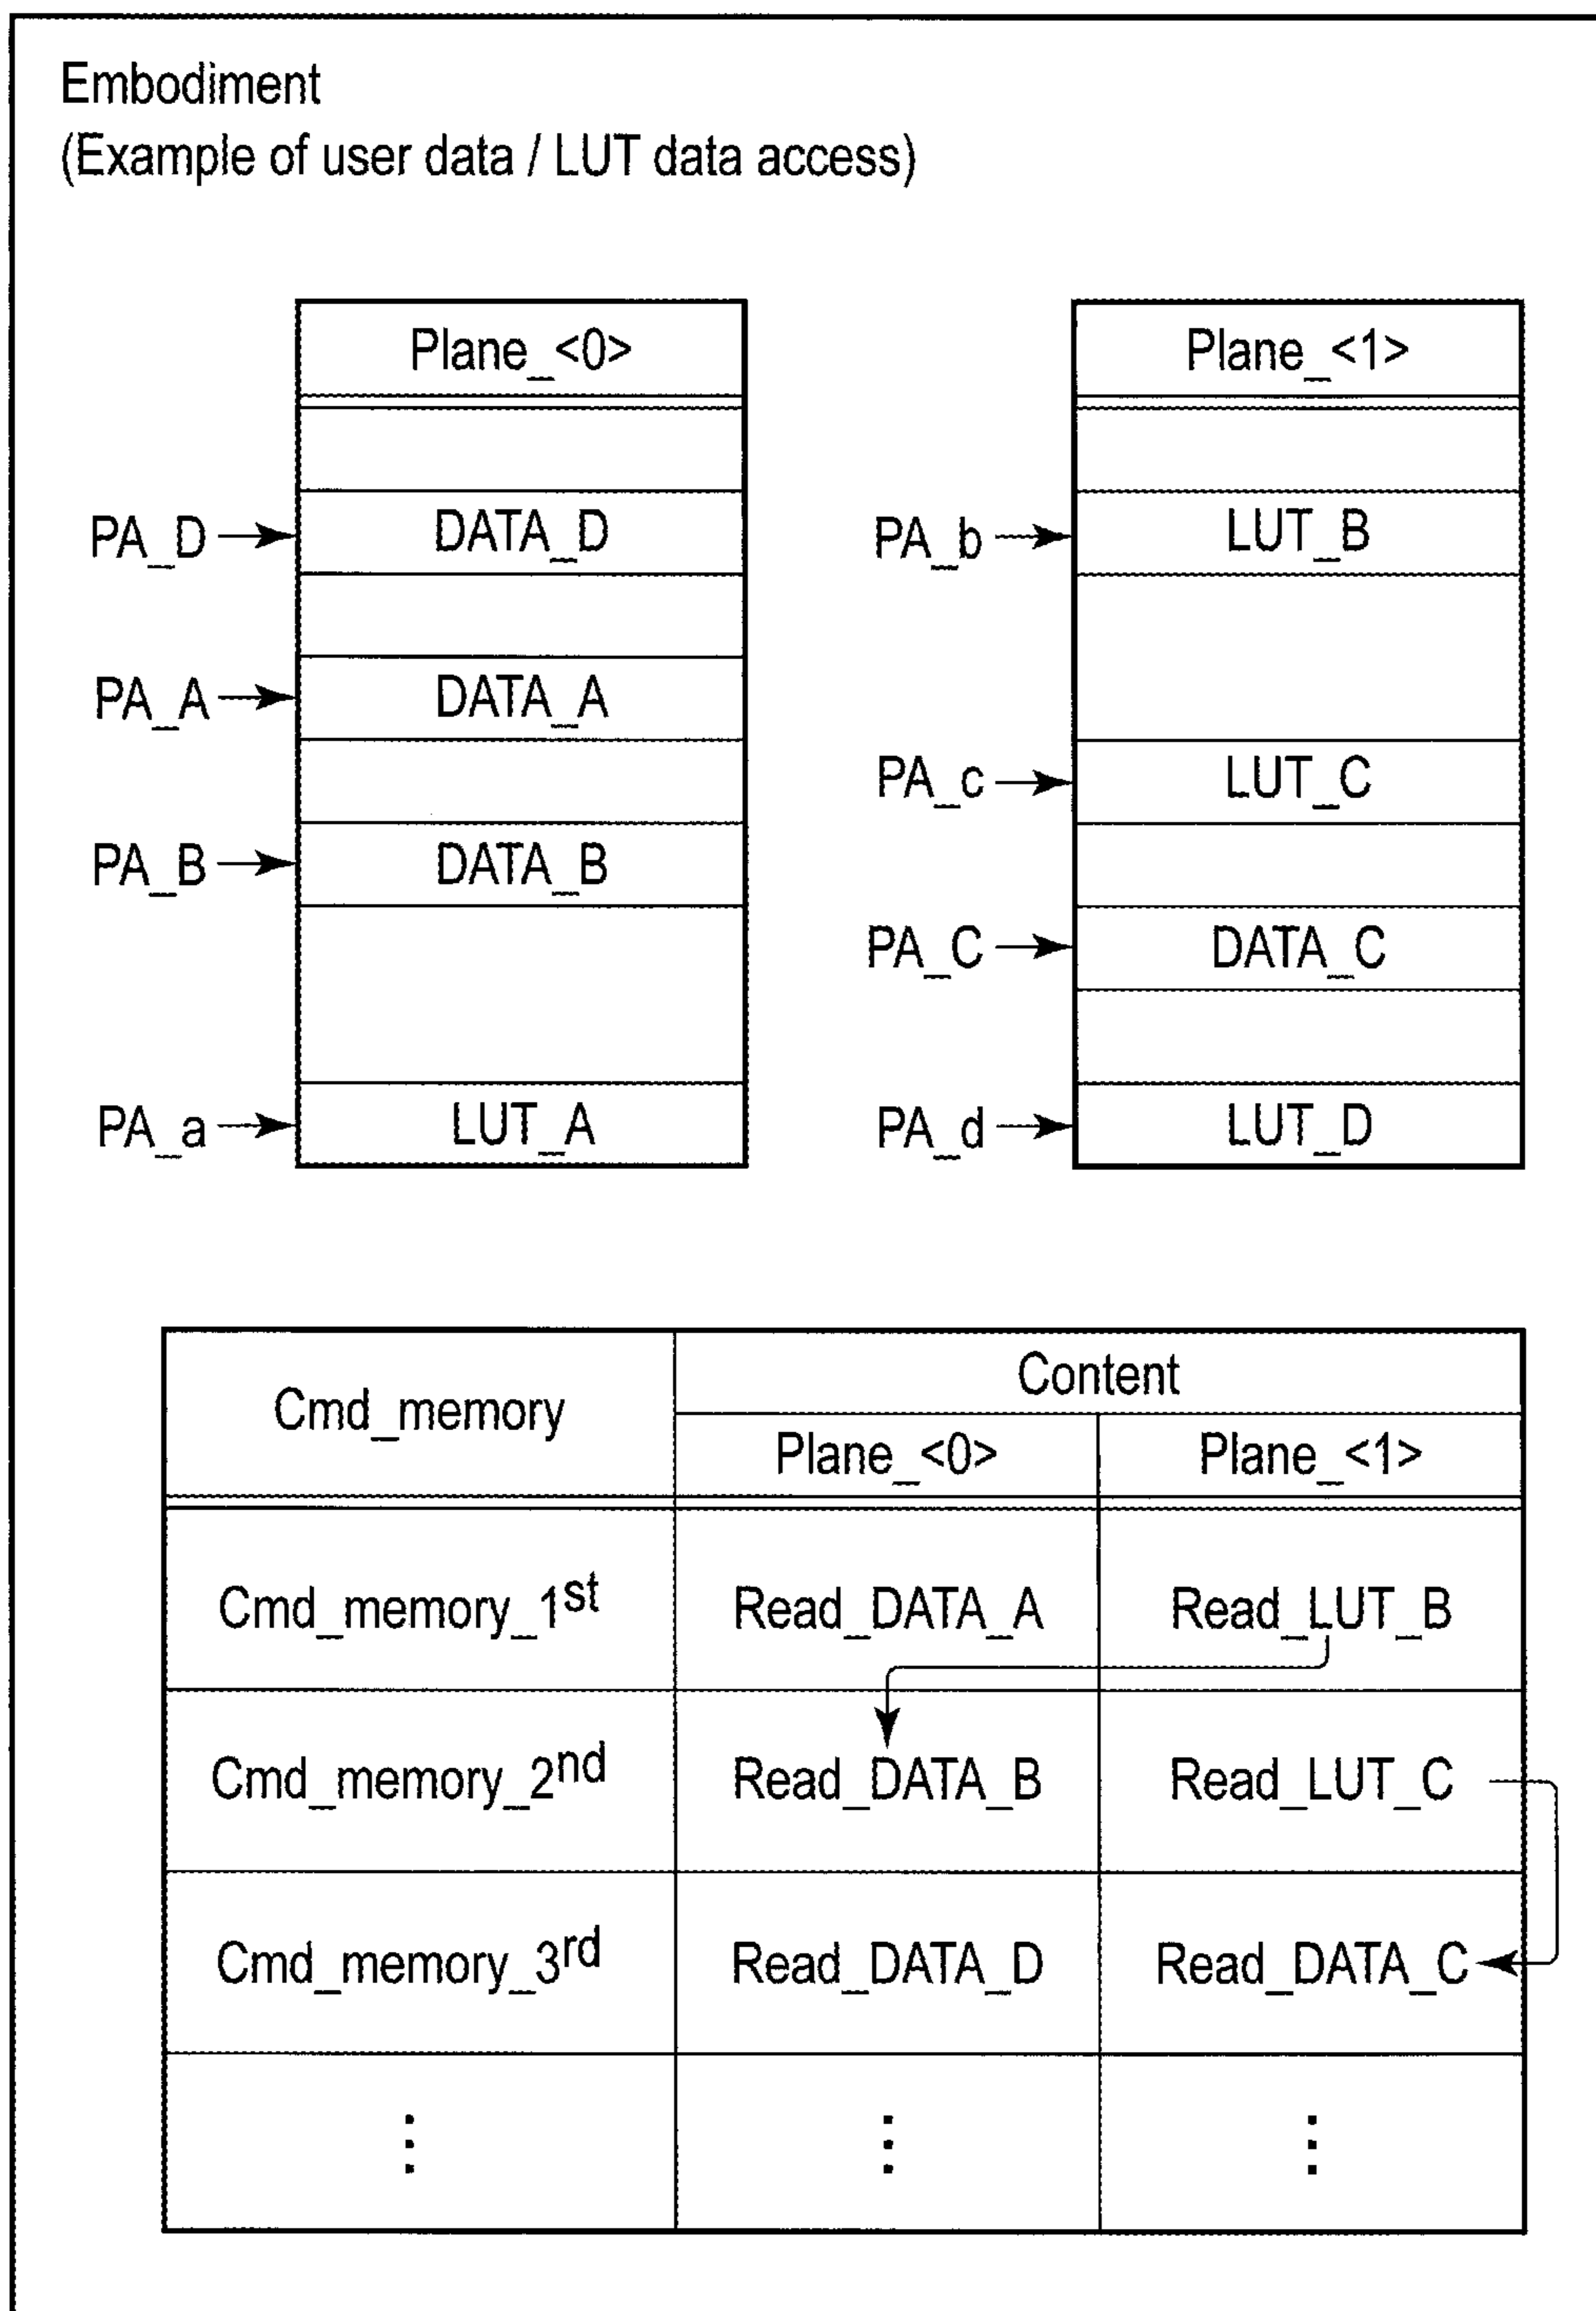 Embodiment
(Example of user data / LUT data access)
Plane_<0>
PA_D DATA_D
PA_A DATA_A
PA_B DATA_B
PA_a LUT_A
Plane_<1>
PA_b LUT_B
PA_c LUT_C
PA_C DATA_C
PA_d LUT_D
Cmd_memory Content
Plane_<0> Plane_<1>
Cmd_memory_1st Read_DATA_A Read_LUT_B
Cmd_memory_2nd Read_DATA_B Read_LUT_C
Cmd_memory_3rd Read_DATA_D Read_DATA_C
⋮ ⋮ ⋮